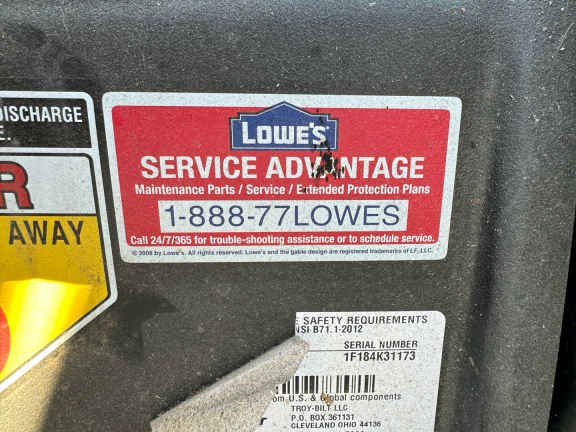 DISCHARGE
E.
R
AWAY
LOWE'S
SERVICE ADVANTAGE
Maintenance Parts / Service / Extended Protection Plans
1-888-77LOWES
Call 24/7/365 for trouble-shooting assistance or to schedule service.
© 2008 by Lowe's. All rights reserved. Lowe's and the gable design are registered trademarks of LF, LLC.
E SAFETY REQUIREMENTS
NSI B71.1-2012
SERIAL NUMBER
1F184K31173
om U.S. & Global components
TROY-BILT LLC
P.O. BOX 361131
CLEVELAND OHIO 44136